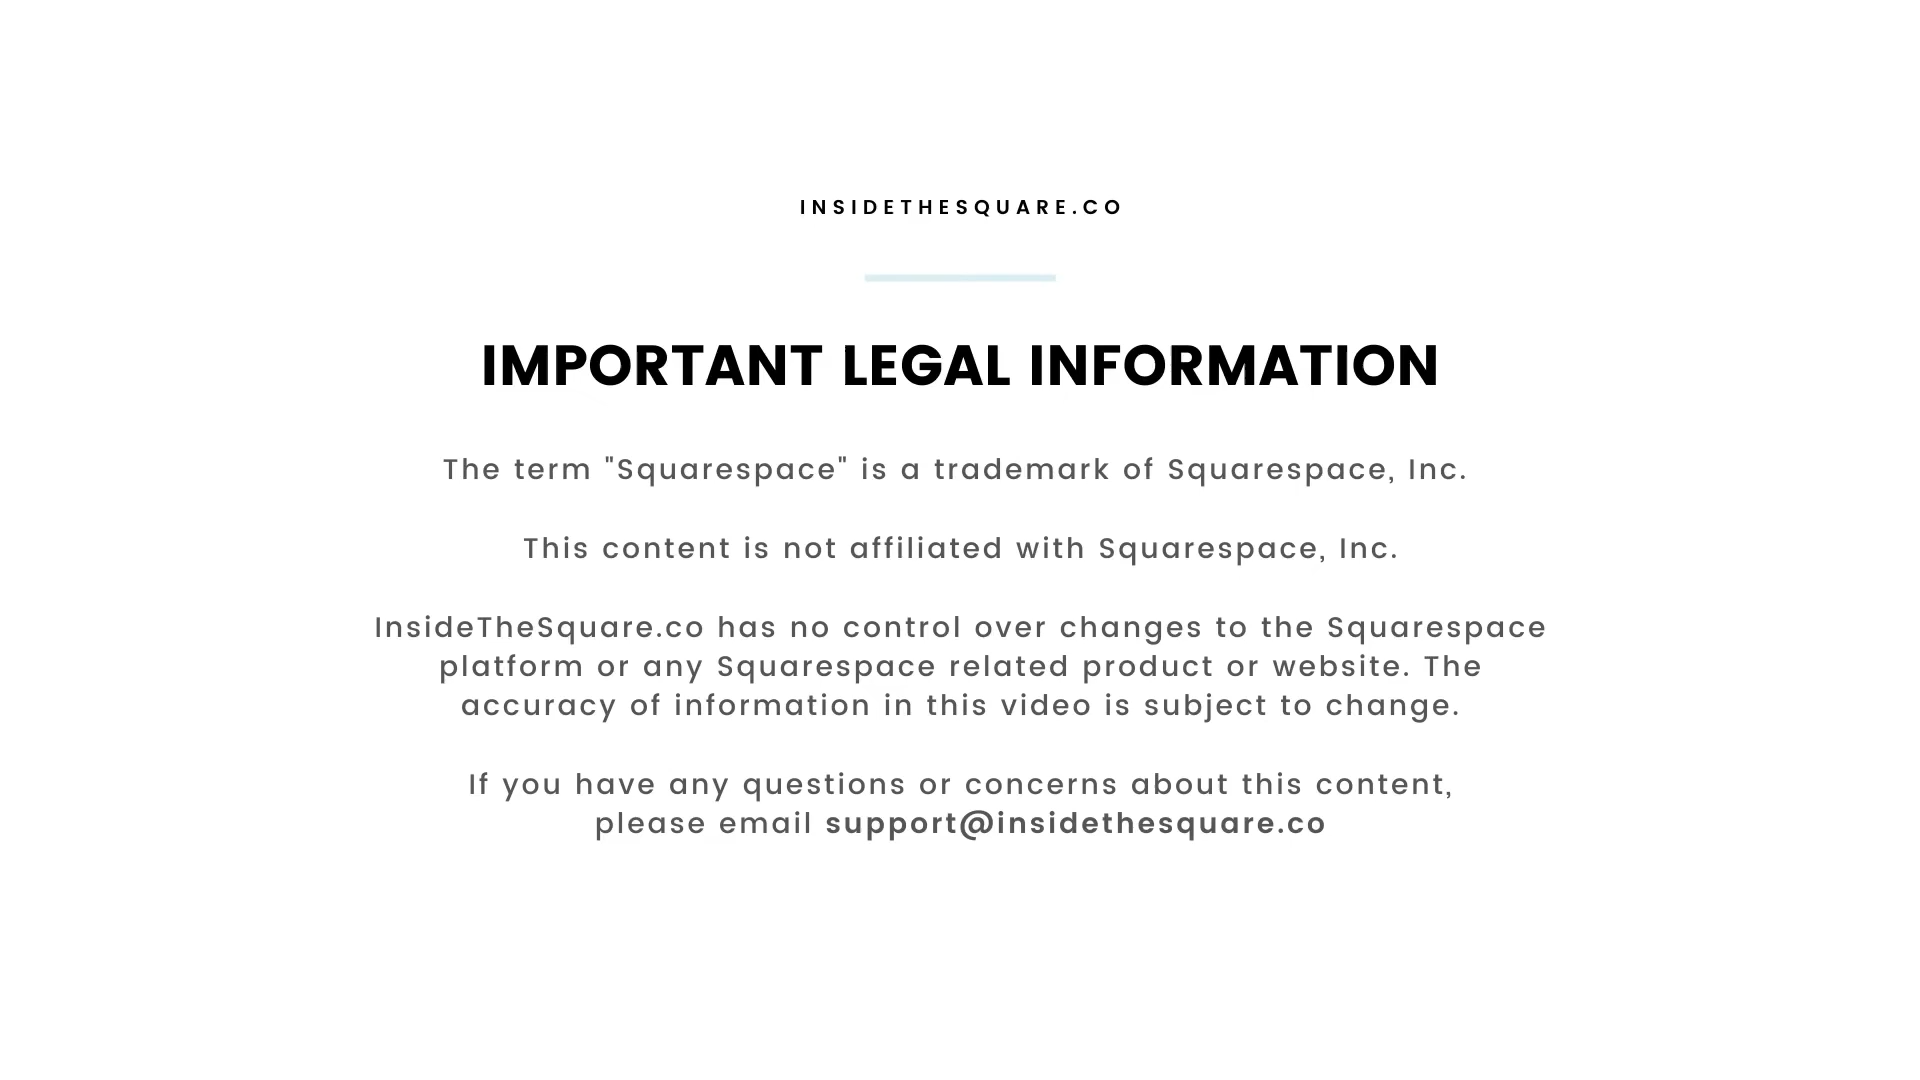 INSIDETHESQUARE.CO
IMPORTANT LEGAL INFORMATION
The term "Squarespace" is a trademark of Squarespace, Inc.
This content is not affiliated with Squarespace, Inc.
InsideTheSquare.co has no control over changes to the Squarespace
platform or any Squarespace related product or website. The
accuracy of information in this video is subject to change.
If you have any questions or concerns about this content,
please email support@insidethesquare.co